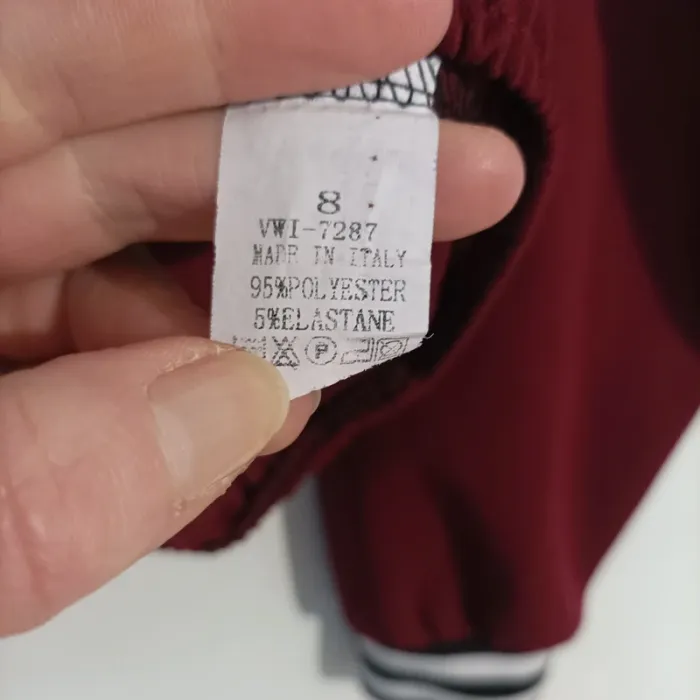 8
VWI-7287
MADE IN ITALY
95%POLYESTER
5%ELASTANE
P